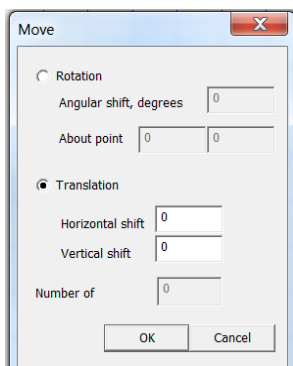 Move
Rotation
Angular shift, degrees 0
About point 0 0
Translation
Horizontal shift 0
Vertical shift 0
Number of 0
OK Cancel